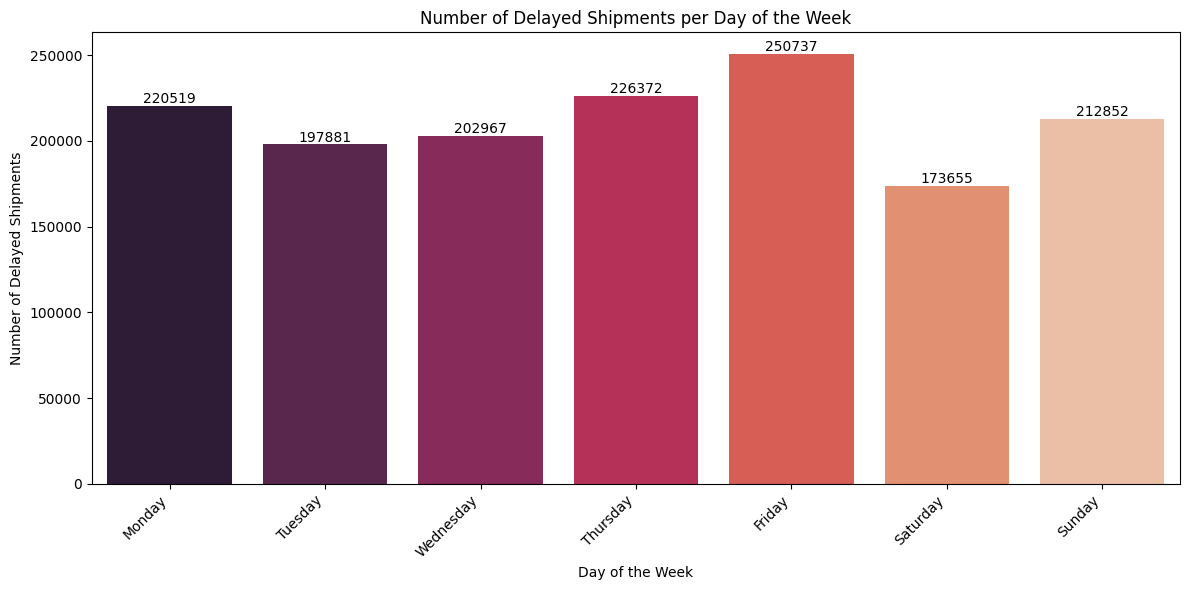 Number of Delayed Shipments per Day of the Week
Number of Delayed Shipments
250000
200000
150000
100000
50000
0
220519
197881
202967
226372
250737
173655
212852
Monday
Tuesday
Wednesday
Thursday
Friday
Saturday
Sunday
Day of the Week